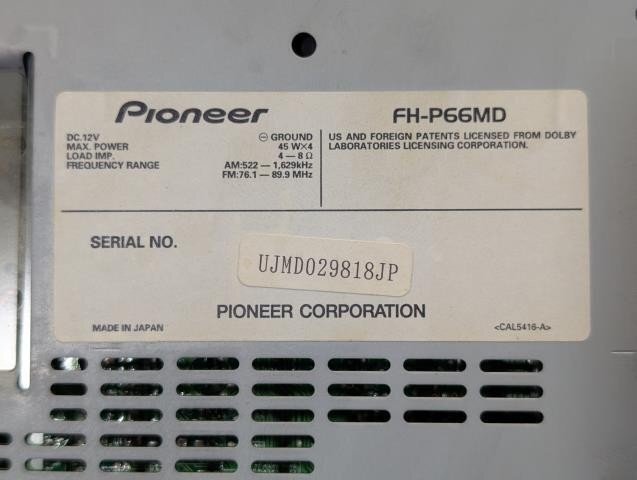 Pioneer
FH-P66MD
DC.12V ⊖ GROUND
MAX. POWER 45 W×4
LOAD IMP. 4 — 8 Ω
FREQUENCY RANGE AM:522 — 1,629kHz
FM:76.1 — 89.9 MHz
US AND FOREIGN PATENTS LICENSED FROM DOLBY
LABORATORIES LICENSING CORPORATION.
SERIAL NO.
UJMD029818JP
PIONEER CORPORATION
MADE IN JAPAN
<CAL5416-A>